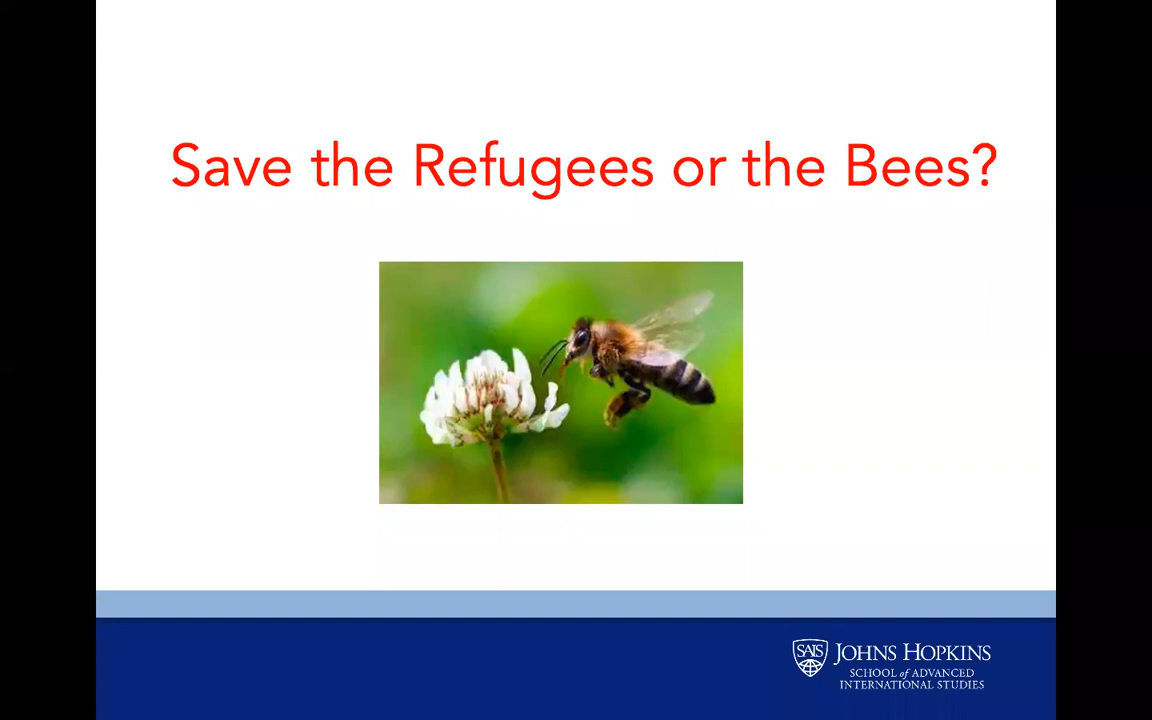 Save the Refugees or the Bees?
SAIS
JOHNS HOPKINS
SCHOOL of ADVANCED
INTERNATIONAL STUDIES